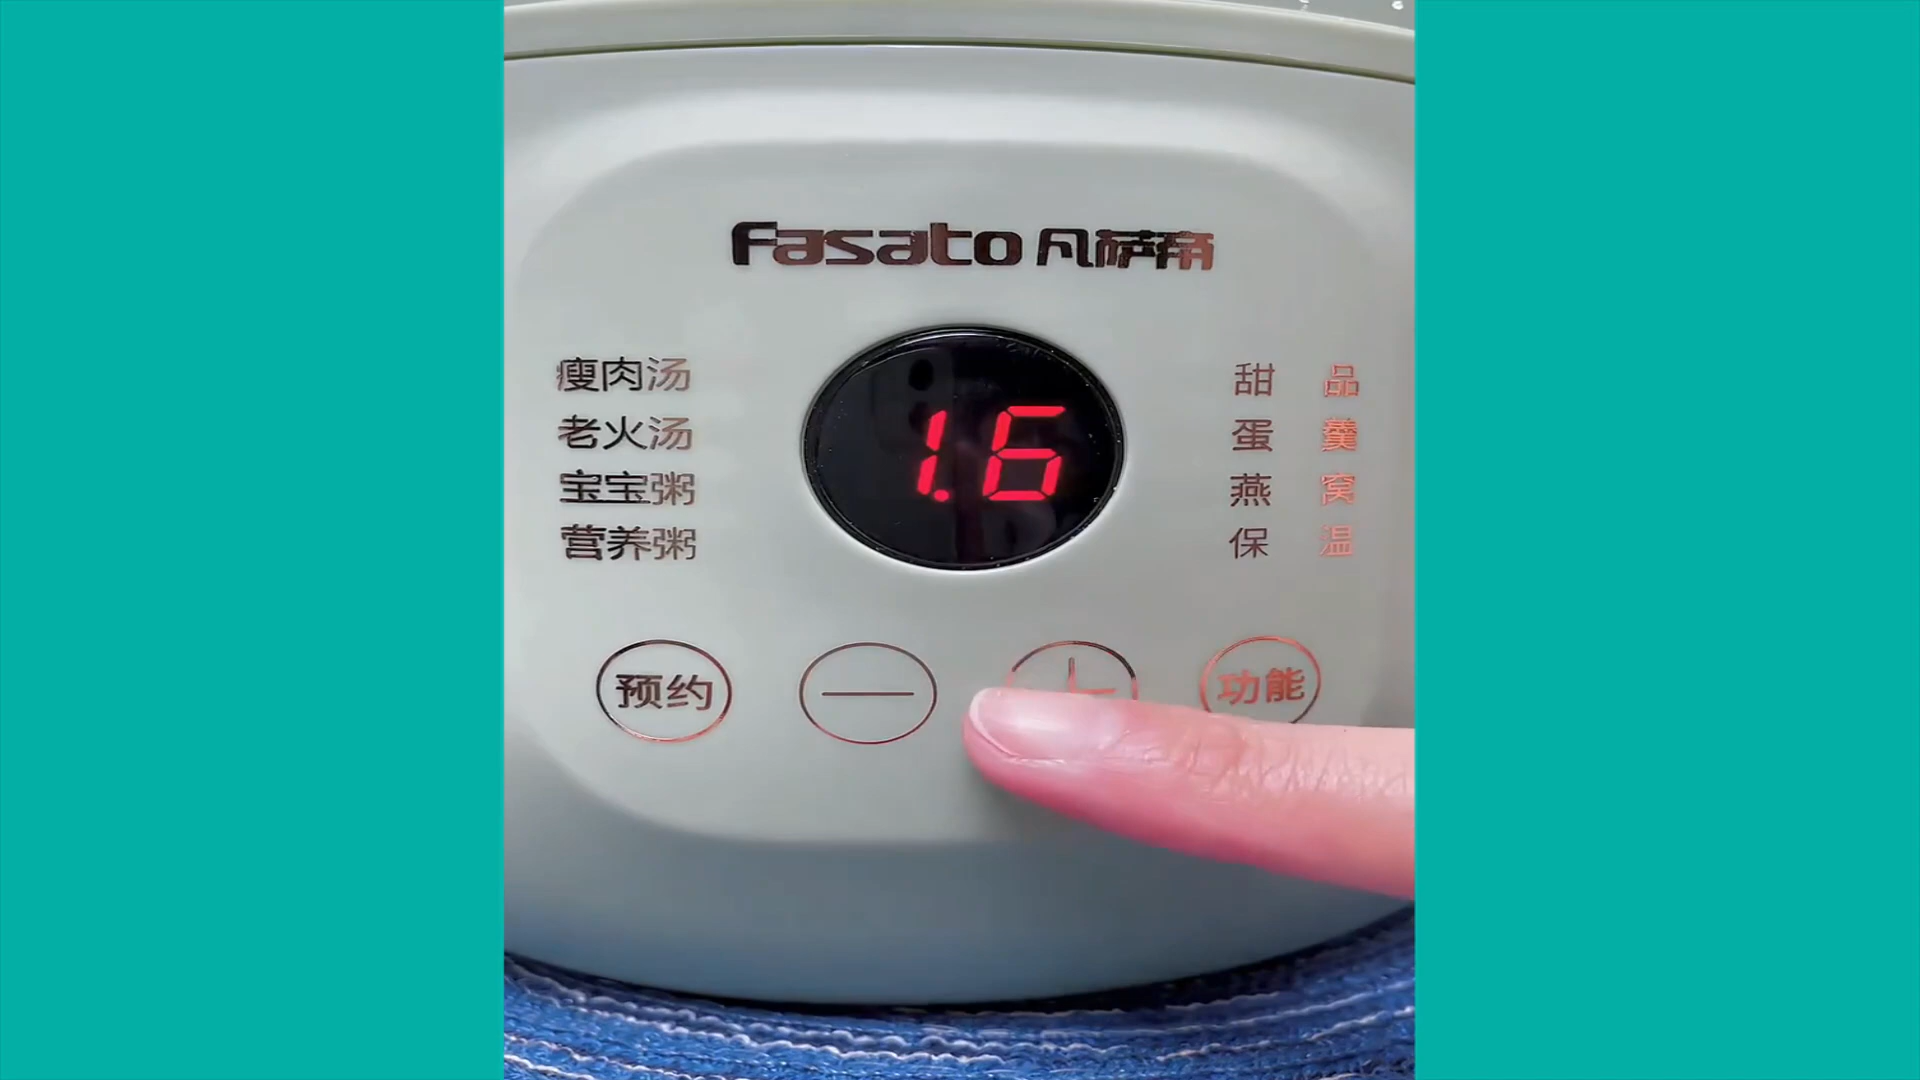 Fasato 凡萨帝
瘦肉汤
老火汤
宝宝粥
营养粥
1.6
甜品
蛋羹
燕窝
保温
预约
—
+
功能